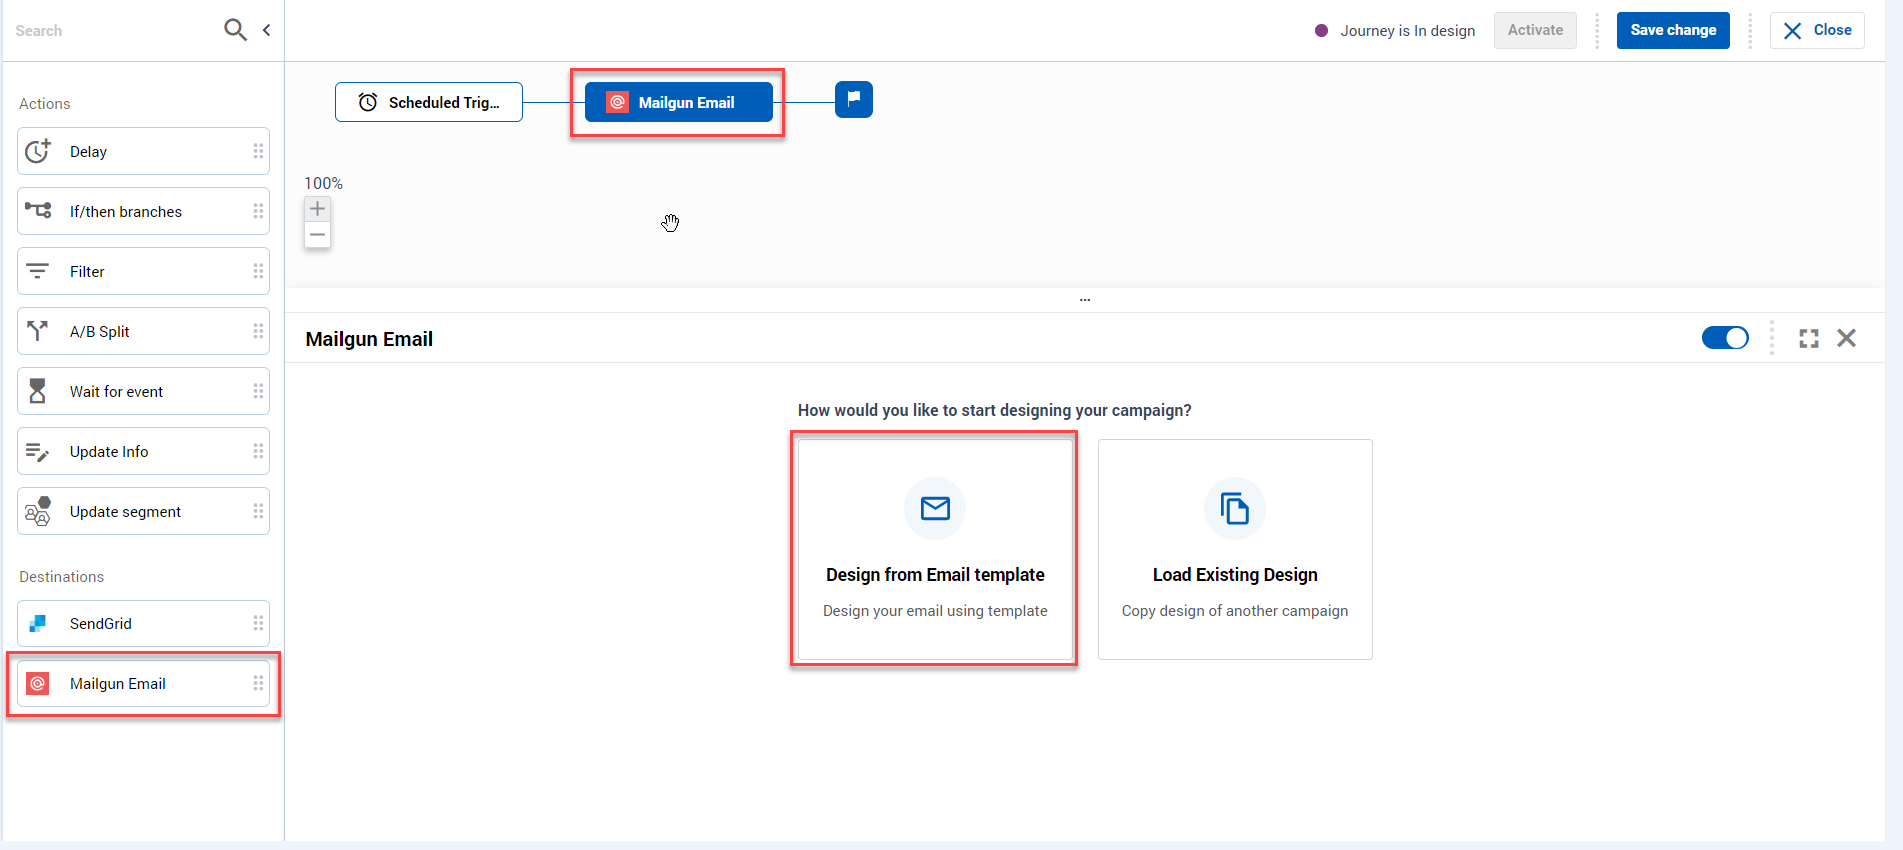 Search
Journey is In design
Activate
Save change
Close
Actions
Delay
If/then branches
Filter
A/B Split
Wait for event
Update Info
Update segment
Destinations
SendGrid
Mailgun Email
Scheduled Trig...
Mailgun Email
100%
...
Mailgun Email
How would you like to start designing your campaign?
Design from Email template
Design your email using template
Load Existing Design
Copy design of another campaign